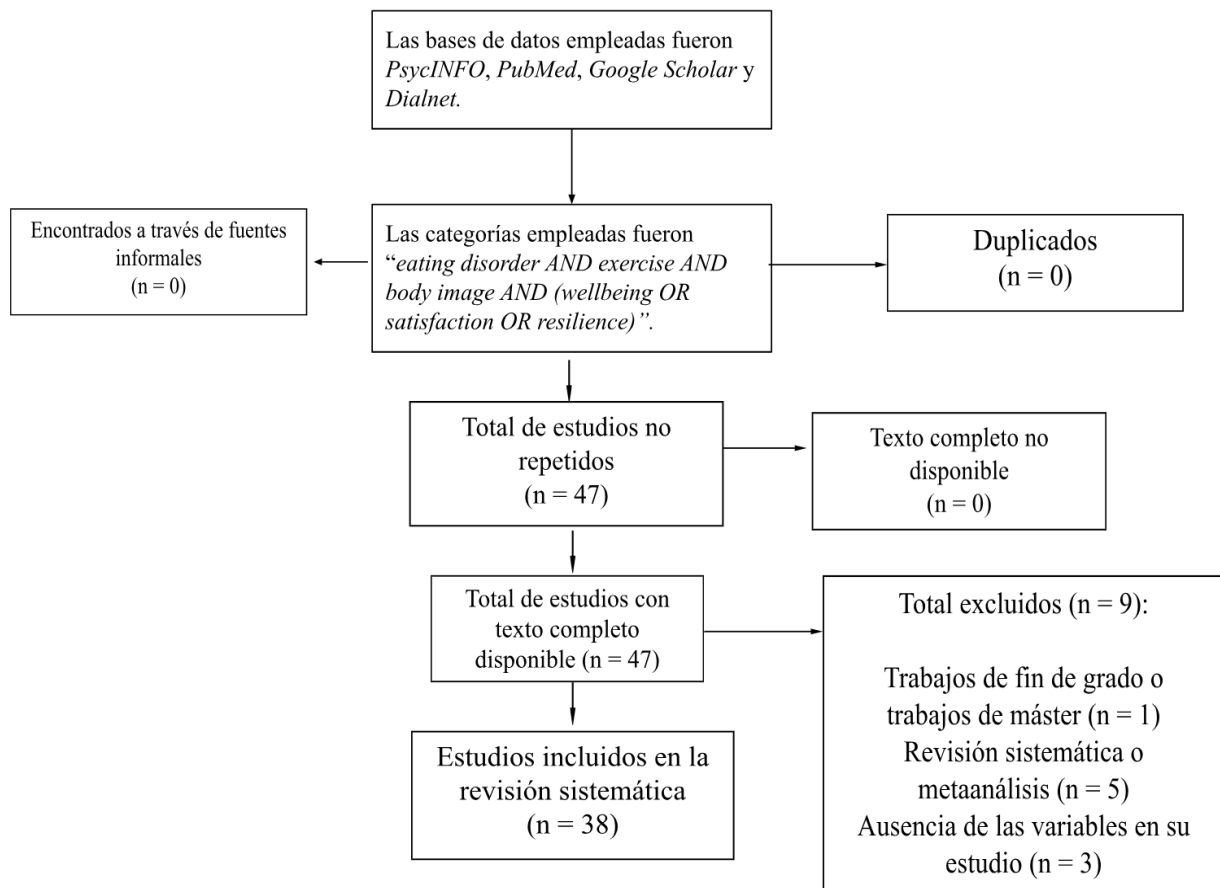 Las bases de datos empleadas fueron
PsycINFO, PubMed, Google Scholar y
Dialnet.
Encontrados a través de fuentes
informales
(n = 0)
Las categorías empleadas fueron
“eating disorder AND exercise AND
body image AND (wellbeing OR
satisfaction OR resilience)”.
Duplicados
(n = 0)
Total de estudios no
repetidos
(n = 47)
Texto completo no
disponible
(n = 0)
Total de estudios con
texto completo
disponible (n = 47)
Total excluidos (n = 9):
Trabajos de fin de grado o
trabajos de máster (n = 1)
Revisión sistemática o
metaanálisis (n = 5)
Ausencia de las variables en su
estudio (n = 3)
Estudios incluidos en la
revisión sistemática
(n = 38)